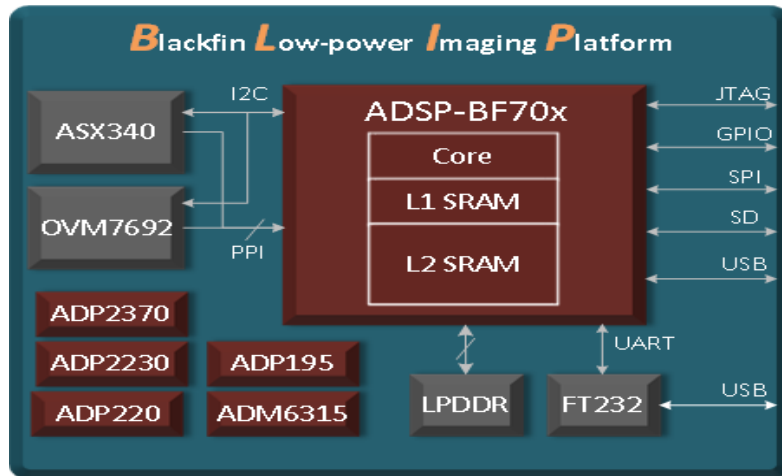 Blackfin Low-power Imaging Platform
I2C
ASX340
OVM7692
PPI
ADSP-BF70x
Core
L1 SRAM
L2 SRAM
JTAG
GPIO
SPI
SD
USB
ADP2370
ADP2230
ADP195
ADP220
ADM6315
LPDDR
UART
FT232
USB